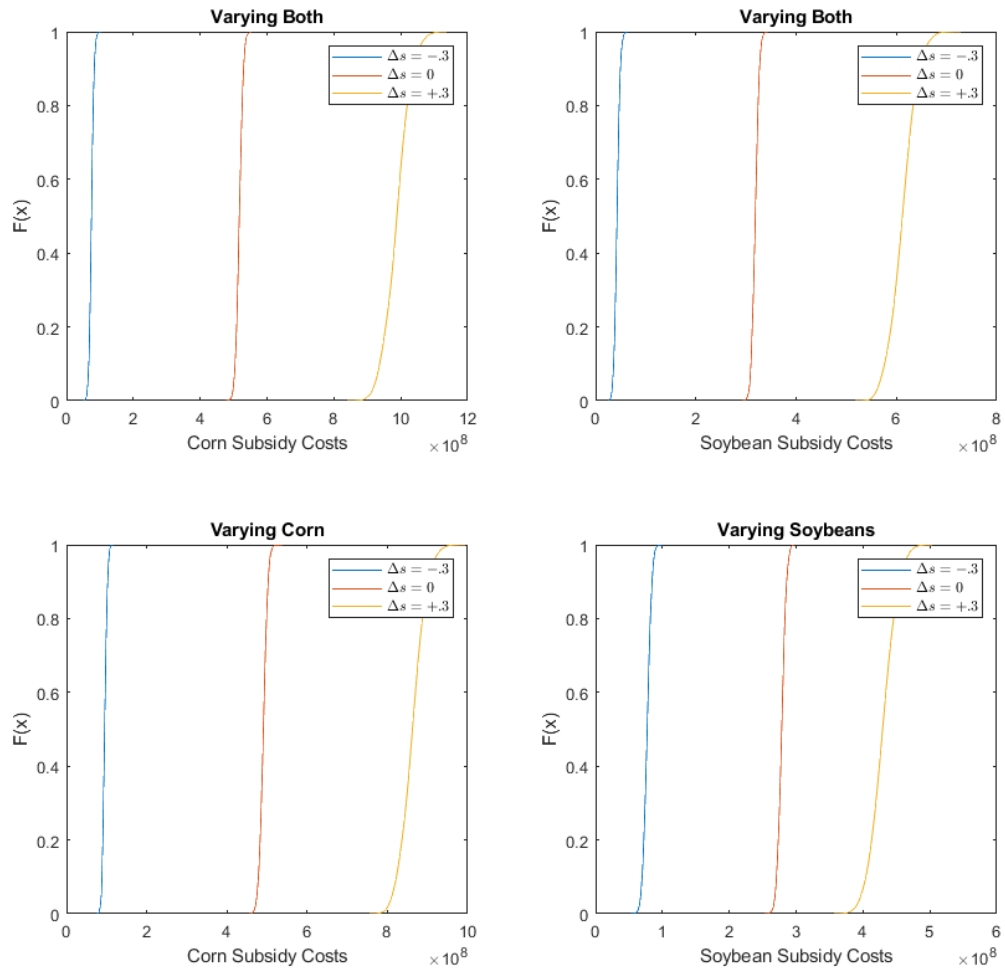 Varying Both
1
0.8
0.6
0.4
0.2
0
F(x)
Δs = −.3
Δs = 0
Δs = +.3
0 2 4 6 8 10 12
Corn Subsidy Costs
×10^8
Varying Both
1
0.8
0.6
0.4
0.2
0
F(x)
Δs = −.3
Δs = 0
Δs = +.3
0 2 4 6 8
Soybean Subsidy Costs
×10^8
Varying Corn
1
0.8
0.6
0.4
0.2
0
F(x)
Δs = −.3
Δs = 0
Δs = +.3
0 2 4 6 8 10
Corn Subsidy Costs
×10^8
Varying Soybeans
1
0.8
0.6
0.4
0.2
0
F(x)
Δs = −.3
Δs = 0
Δs = +.3
0 1 2 3 4 5 6
Soybean Subsidy Costs
×10^8